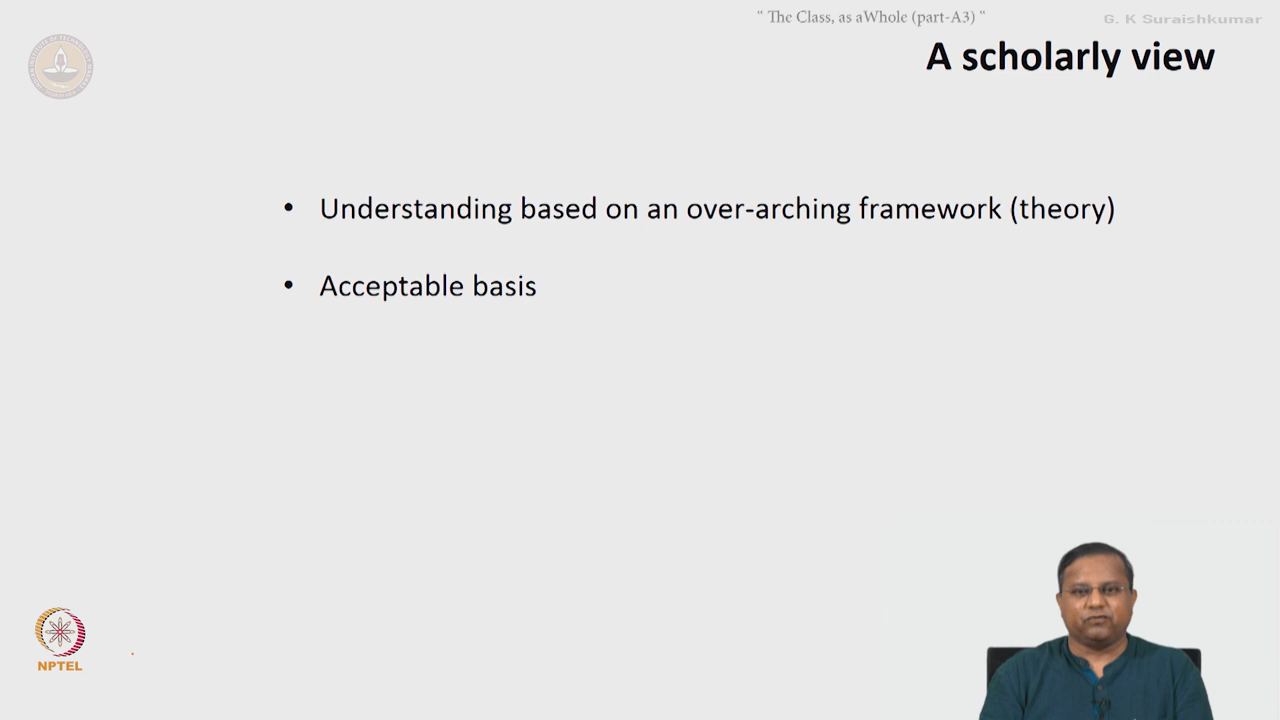 “ The Class, as aWhole (part-A3) “
G. K Suraishkumar
A scholarly view
• Understanding based on an over-arching framework (theory)
• Acceptable basis
NPTEL